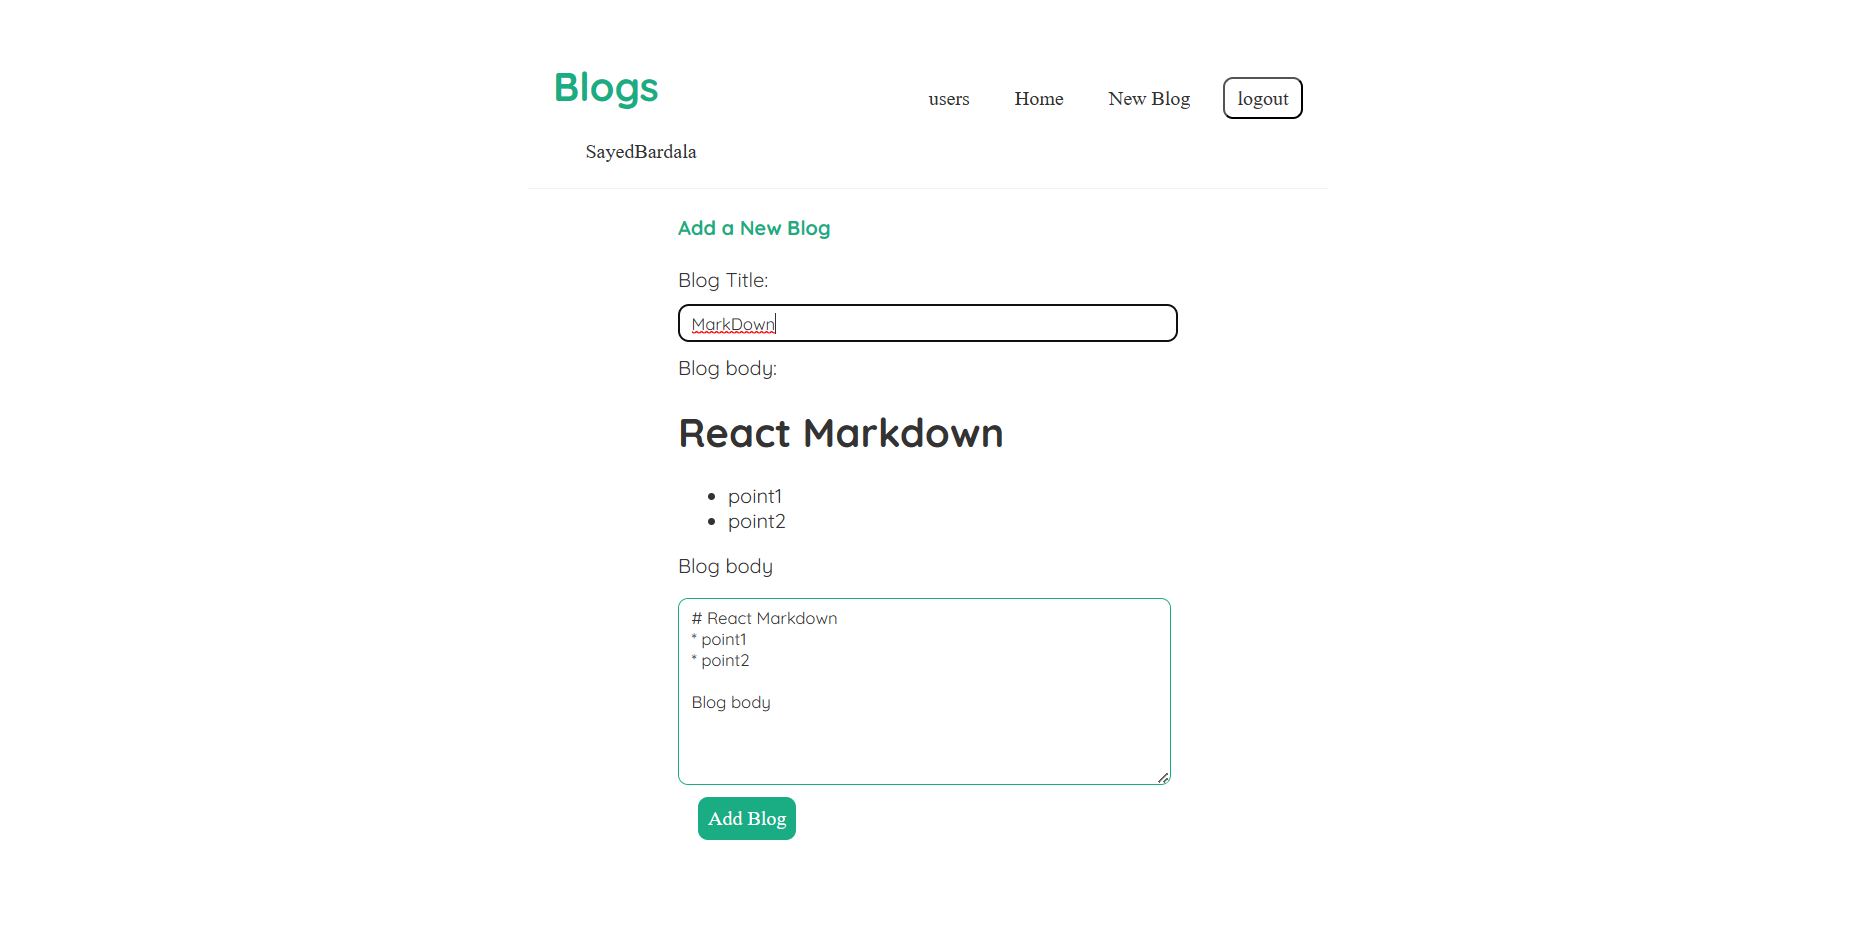 Blogs
users Home New Blog logout
SayedBardala
Add a New Blog
Blog Title:
MarkDown
Blog body:
React Markdown
• point1
• point2
Blog body
# React Markdown
* point1
* point2
Blog body
Add Blog